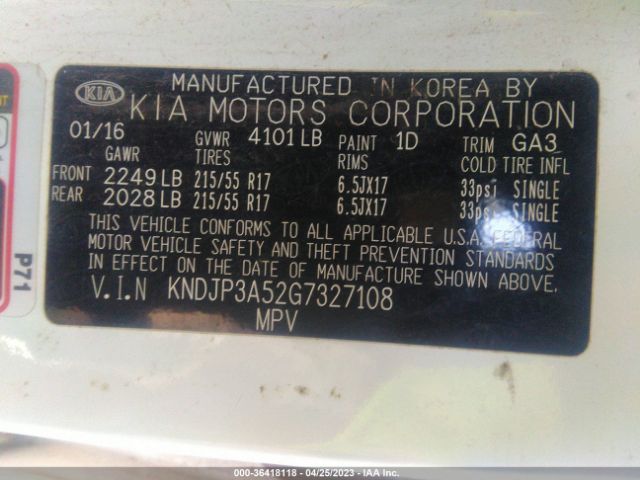 MANUFACTURED IN KOREA BY
KIA KIA MOTORS CORPORATION
01/16 GVWR 4101 LB PAINT 1D TRIM GA3
GAWR TIRES RIMS COLD TIRE INFL
FRONT 2249 LB 215/55 R17 6.5JX17 33psi SINGLE
REAR 2028 LB 215/55 R17 6.5JX17 33psi SINGLE
THIS VEHICLE CONFORMS TO ALL APPLICABLE U.S.A. FEDERAL
MOTOR VEHICLE SAFETY AND THEFT PREVENTION STANDARDS
IN EFFECT ON THE DATE OF MANUFACTURE SHOWN ABOVE.
V.I.N KNDJP3A52G7327108
MPV
P71
000-36418118 - 04/25/2023 - IAA Inc.